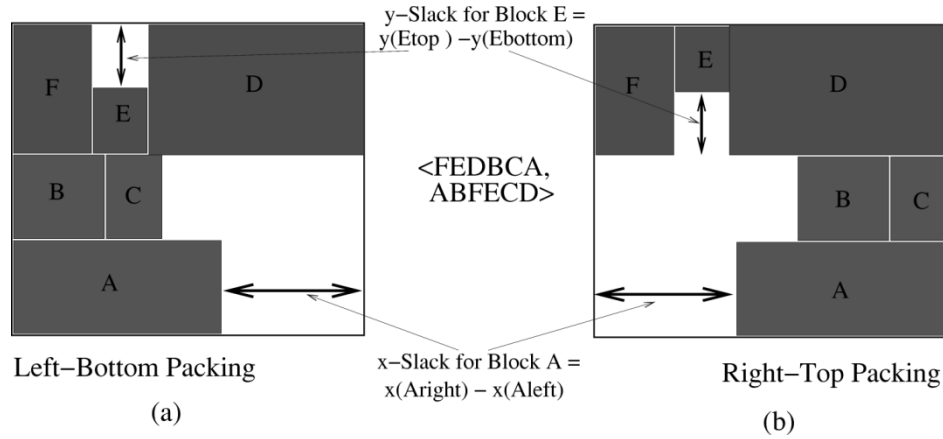 y-Slack for Block E =
y(Etop ) -y(Ebottom)
F
E
D
B
C
A
<FEDBCA,
ABFECD>
F
E
D
B
C
A
Left-Bottom Packing
(a)
x-Slack for Block A =
x(Aright) - x(Aleft)
Right-Top Packing
(b)